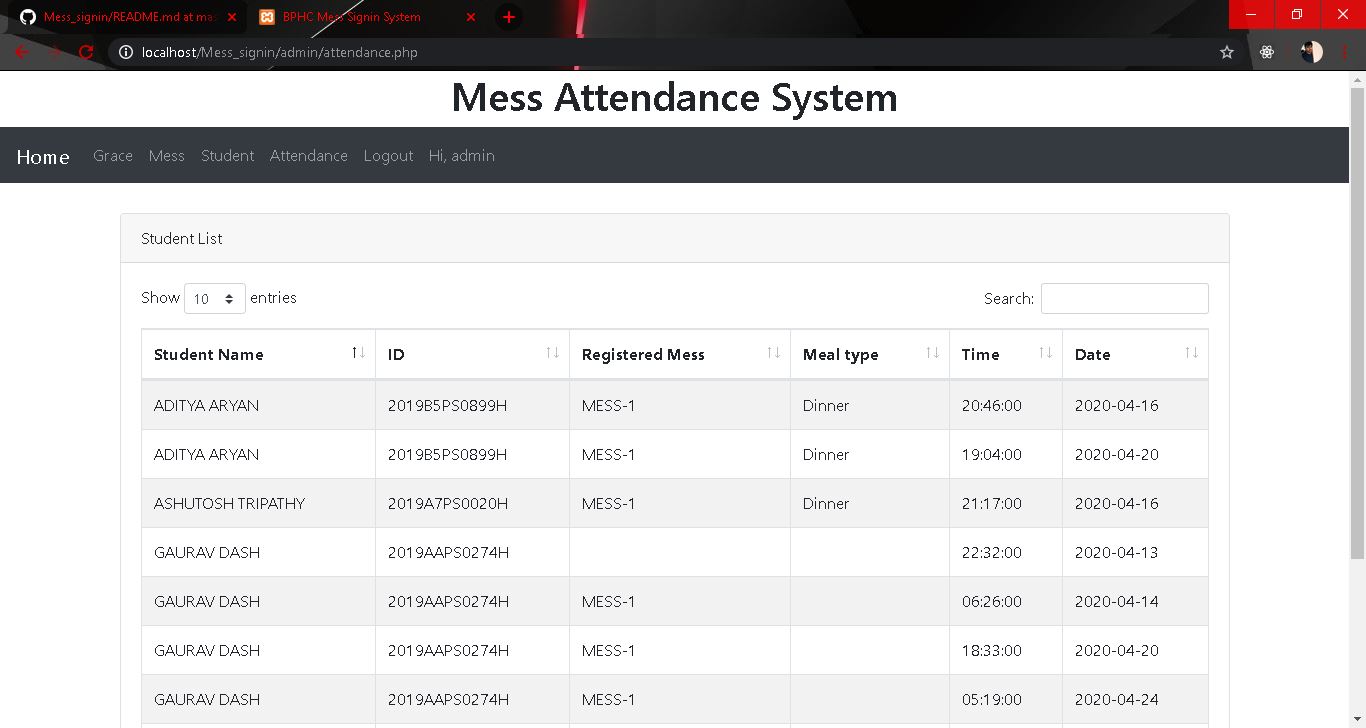 Mess_signin/README.md at mas
BPHC Mess Signin System
localhost/Mess_signin/admin/attendance.php
Mess Attendance System
Home Grace Mess Student Attendance Logout Hi, admin
Student List
Show 10 entries Search:
Student Name ID Registered Mess Meal type Time Date
ADITYA ARYAN 2019B5PS0899H MESS-1 Dinner 20:46:00 2020-04-16
ADITYA ARYAN 2019B5PS0899H MESS-1 Dinner 19:04:00 2020-04-20
ASHUTOSH TRIPATHY 2019A7PS0020H MESS-1 Dinner 21:17:00 2020-04-16
GAURAV DASH 2019AAPS0274H 22:32:00 2020-04-13
GAURAV DASH 2019AAPS0274H MESS-1 06:26:00 2020-04-14
GAURAV DASH 2019AAPS0274H MESS-1 18:33:00 2020-04-20
GAURAV DASH 2019AAPS0274H MESS-1 05:19:00 2020-04-24